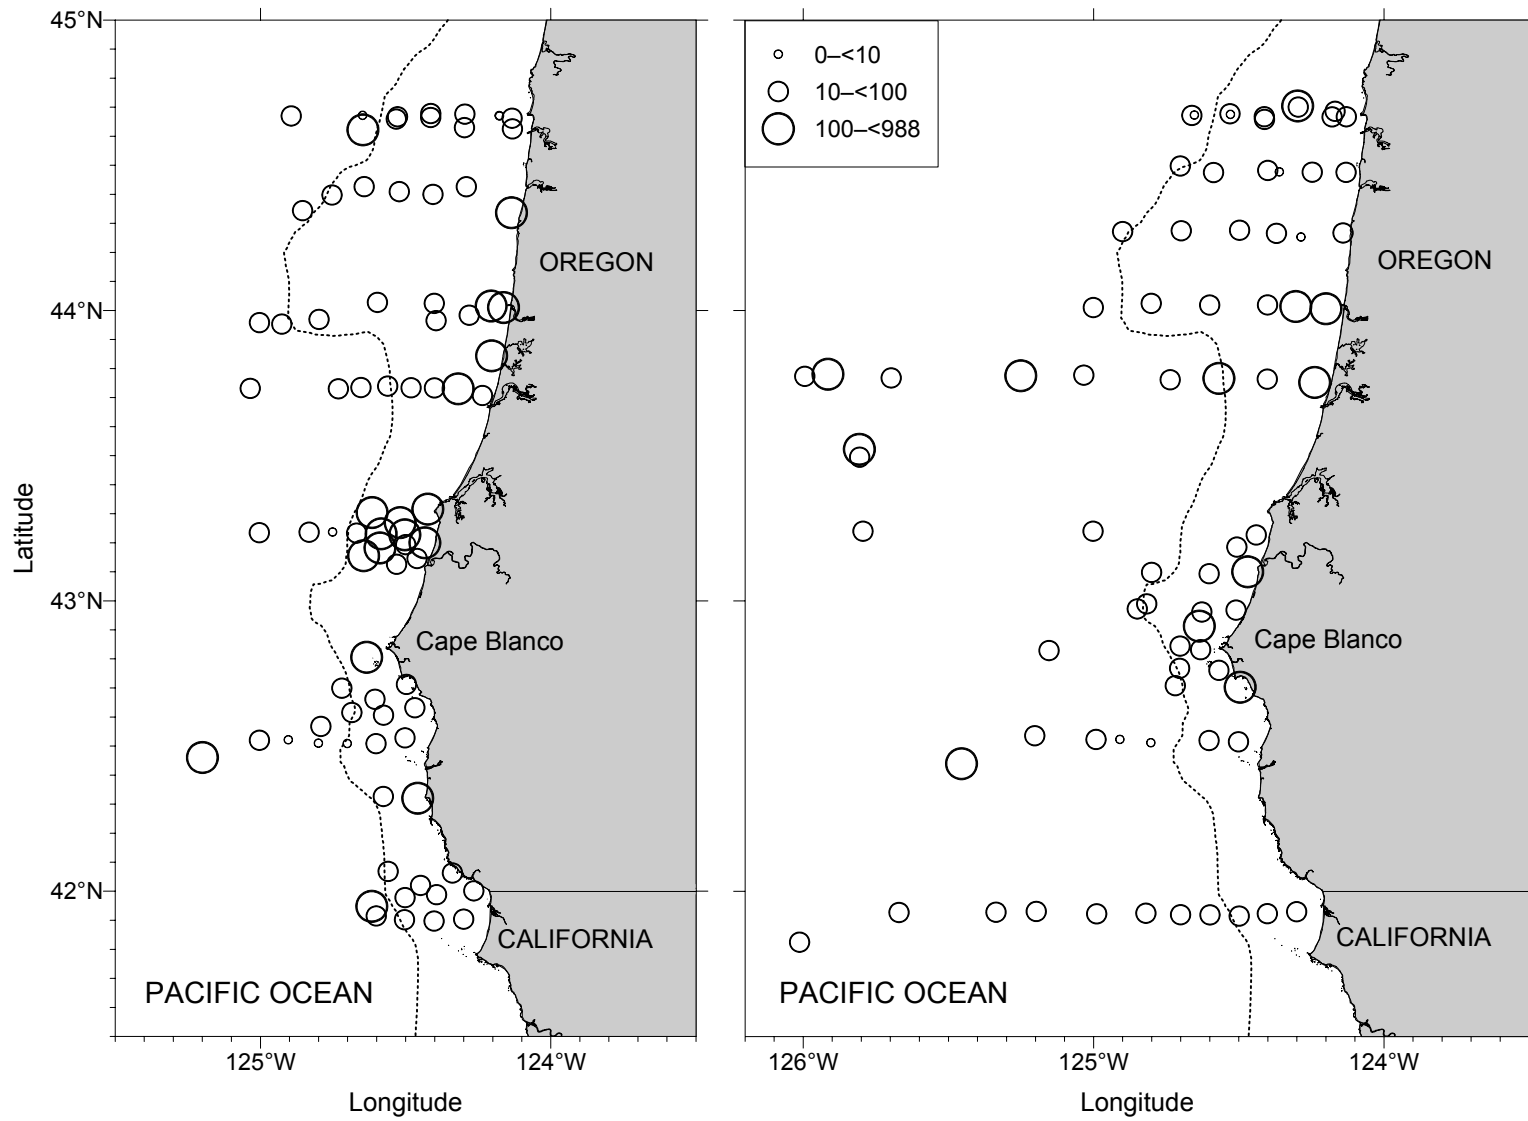 45°N
44°N
43°N
42°N
Latitude
OREGON
Cape Blanco
CALIFORNIA
PACIFIC OCEAN
125°W 124°W
Longitude
0–<10
10–<100
100–<988
OREGON
Cape Blanco
CALIFORNIA
PACIFIC OCEAN
126°W 125°W 124°W
Longitude